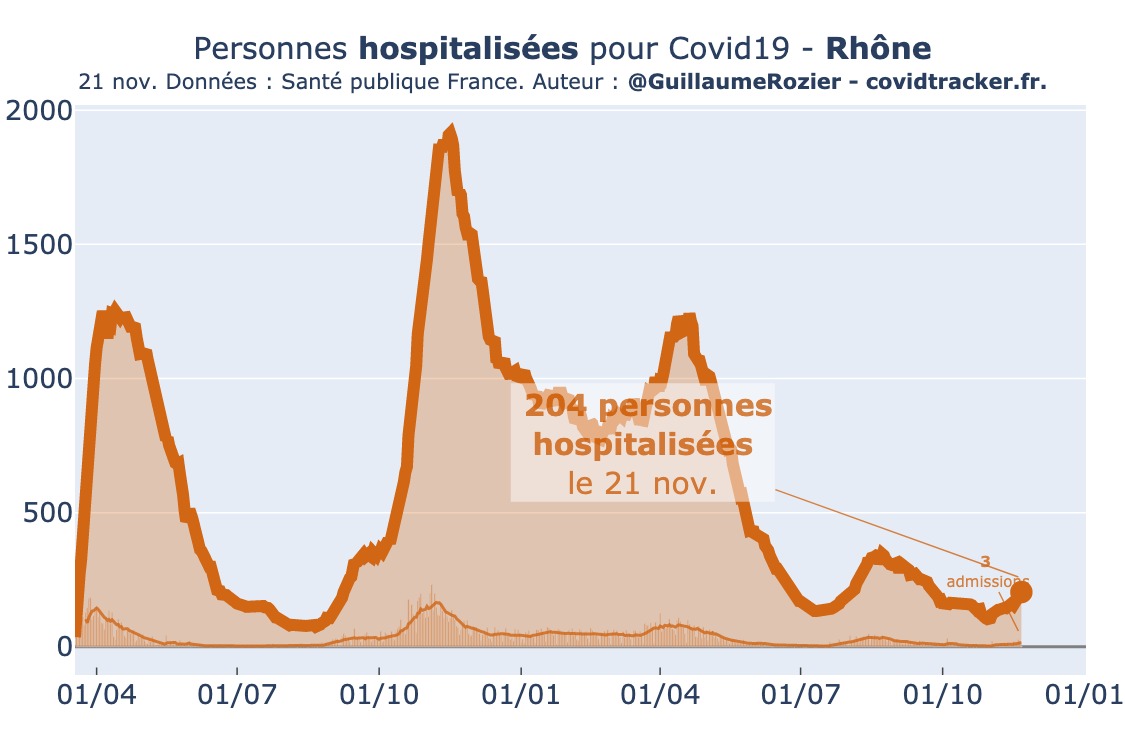 Personnes hospitalisées pour Covid19 - Rhône
21 nov. Données : Santé publique France. Auteur : @GuillaumeRozier - covidtracker.fr.
2000
1500
1000
500
0
204 personnes
hospitalisées
le 21 nov.
3
admissions
01/04
01/07
01/10
01/01
01/04
01/07
01/10
01/01